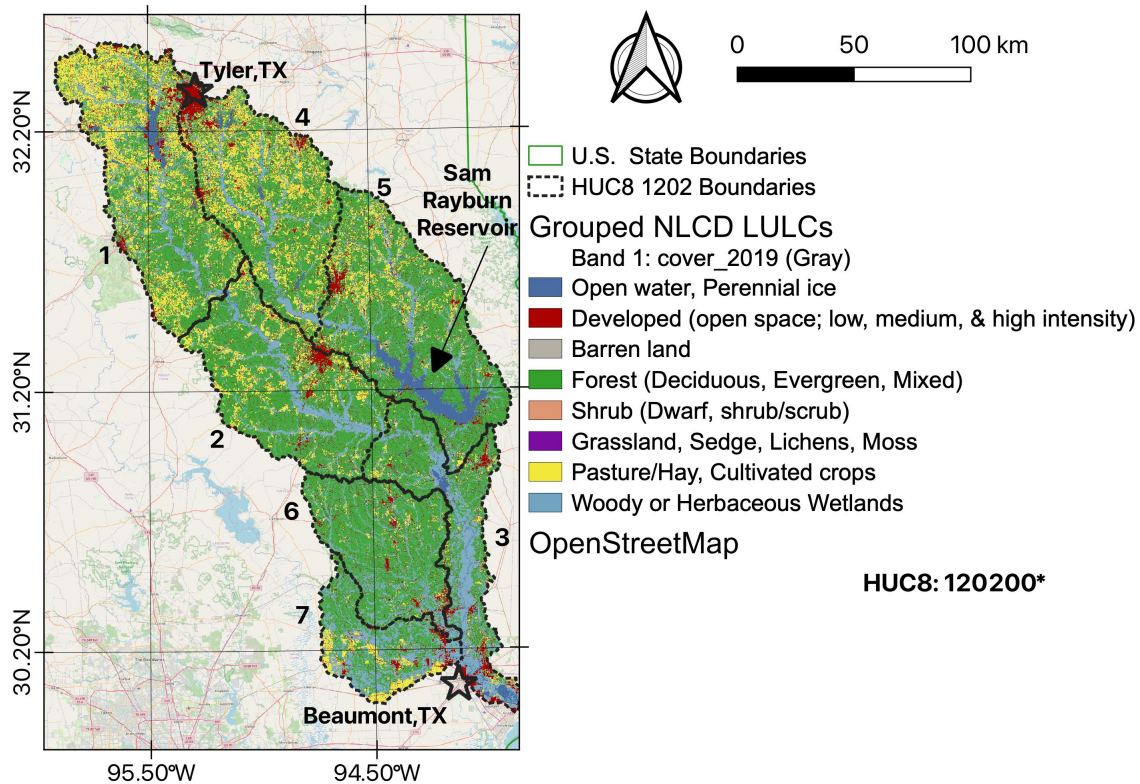 0 50 100 km
Tyler,TX
32.20°N
4
Sam
Rayburn
Reservoir
5
1
31.20°N
2
6
3
7
30.20°N
Beaumont,TX
95.50°W 94.50°W
U.S. State Boundaries
HUC8 1202 Boundaries
Grouped NLCD LULCs
Band 1: cover_2019 (Gray)
Open water, Perennial ice
Developed (open space; low, medium, & high intensity)
Barren land
Forest (Deciduous, Evergreen, Mixed)
Shrub (Dwarf, shrub/scrub)
Grassland, Sedge, Lichens, Moss
Pasture/Hay, Cultivated crops
Woody or Herbaceous Wetlands
OpenStreetMap
HUC8: 120200*